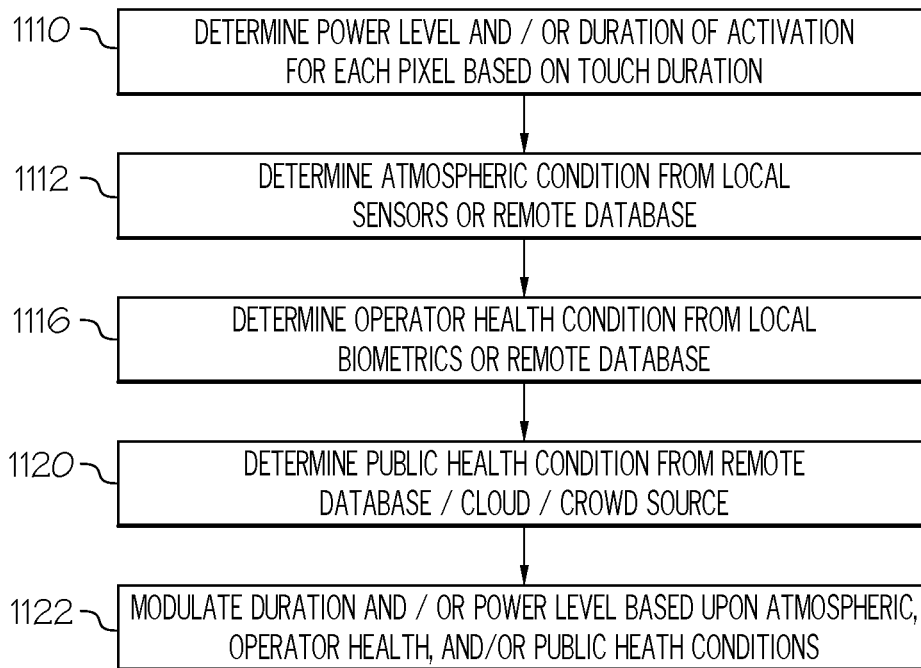 1110
DETERMINE POWER LEVEL AND / OR DURATION OF ACTIVATION
FOR EACH PIXEL BASED ON TOUCH DURATION
1112
DETERMINE ATMOSPHERIC CONDITION FROM LOCAL
SENSORS OR REMOTE DATABASE
1116
DETERMINE OPERATOR HEALTH CONDITION FROM LOCAL
BIOMETRICS OR REMOTE DATABASE
1120
DETERMINE PUBLIC HEALTH CONDITION FROM REMOTE
DATABASE / CLOUD / CROWD SOURCE
1122
MODULATE DURATION AND / OR POWER LEVEL BASED UPON ATMOSPHERIC,
OPERATOR HEALTH, AND/OR PUBLIC HEATH CONDITIONS